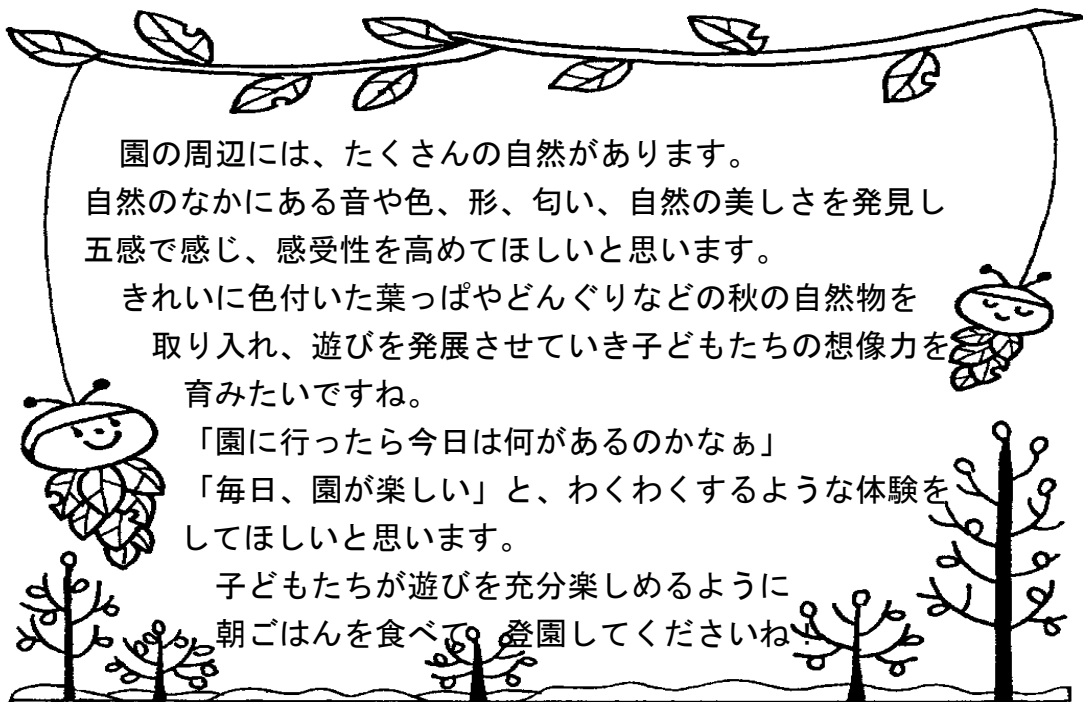 園の周辺には、たくさんの自然があります。
自然のなかにある音や色、形、匂い、自然の美しさを発見し
五感で感じ、感受性を高めてほしいと思います。
きれいに色付いた葉っぱやどんぐりなどの秋の自然物を
取り入れ、遊びを発展させていき子どもたちの想像力を
育みたいですね。
「園に行ったら今日は何があるのかなぁ」
「毎日、園が楽しい」と、わくわくするような体験を
してほしいと思います。
子どもたちが遊びを充分楽しめるように
朝ごはんを食べて、登園してくださいね!